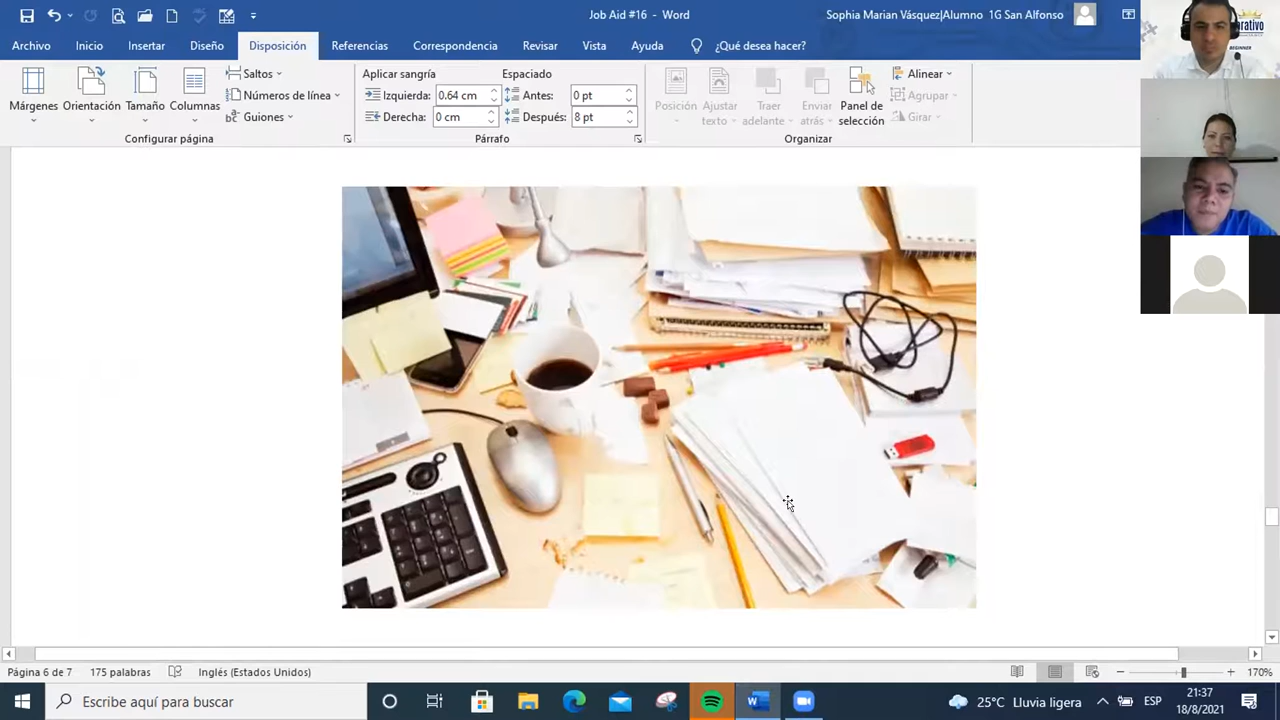 Job Aid #16 - Word
Sophia Marian Vásquez|Alumno 1G San Alfonso
Archivo
Inicio
Insertar
Diseño
Disposición
Referencias
Correspondencia
Revisar
Vista
Ayuda
¿Qué desea hacer?
Márgenes
Orientación
Tamaño
Columnas
Saltos
Números de línea
Guiones
Configurar página
Aplicar sangría
Izquierda: 0.64 cm
Derecha: 0 cm
Espaciado
Antes: 0 pt
Después: 8 pt
Párrafo
Posición
Ajustar texto
Traer adelante
Enviar atrás
Panel de selección
Alinear
Agrupar
Girar
Organizar
BEGINNER
Página 6 de 7
175 palabras
Inglés (Estados Unidos)
170%
Escribe aquí para buscar
25°C Lluvia ligera
ESP
21:37
18/8/2021